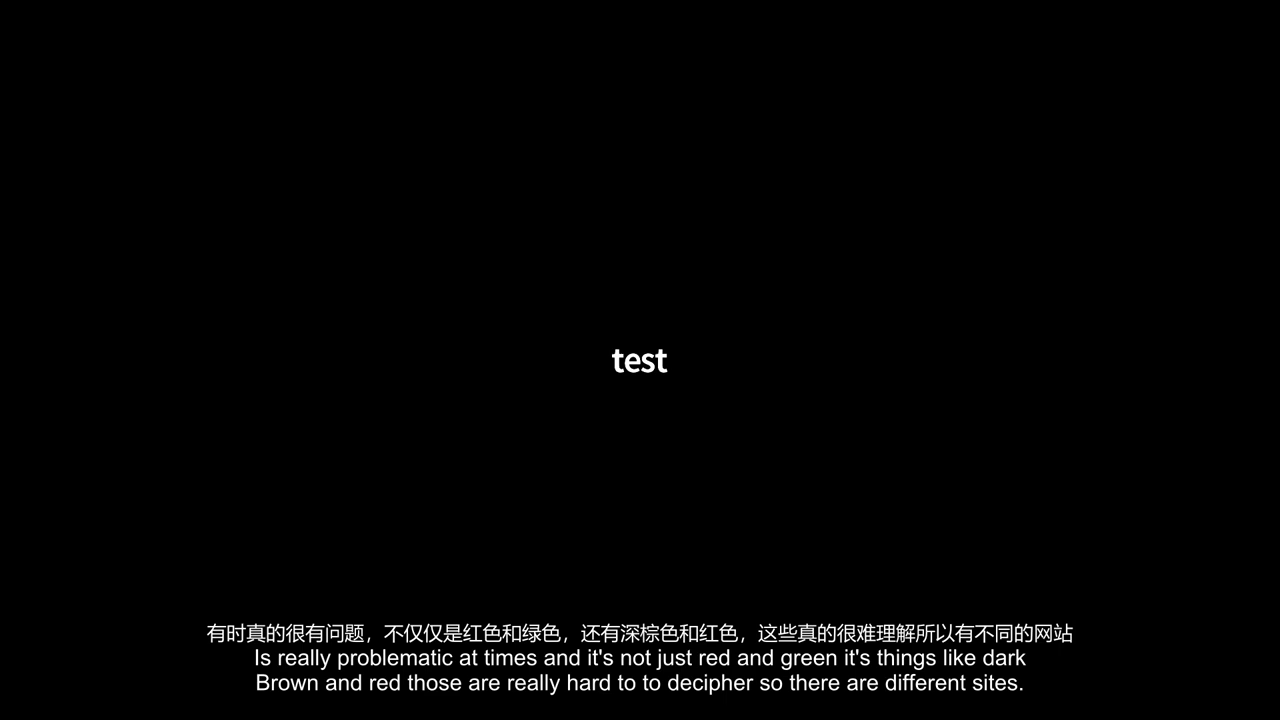 test
有时真的很有问题，不仅仅是红色和绿色，还有深棕色和红色，这些真的很难理解所以有不同的网站
Is really problematic at times and it's not just red and green it's things like dark
Brown and red those are really hard to to decipher so there are different sites.